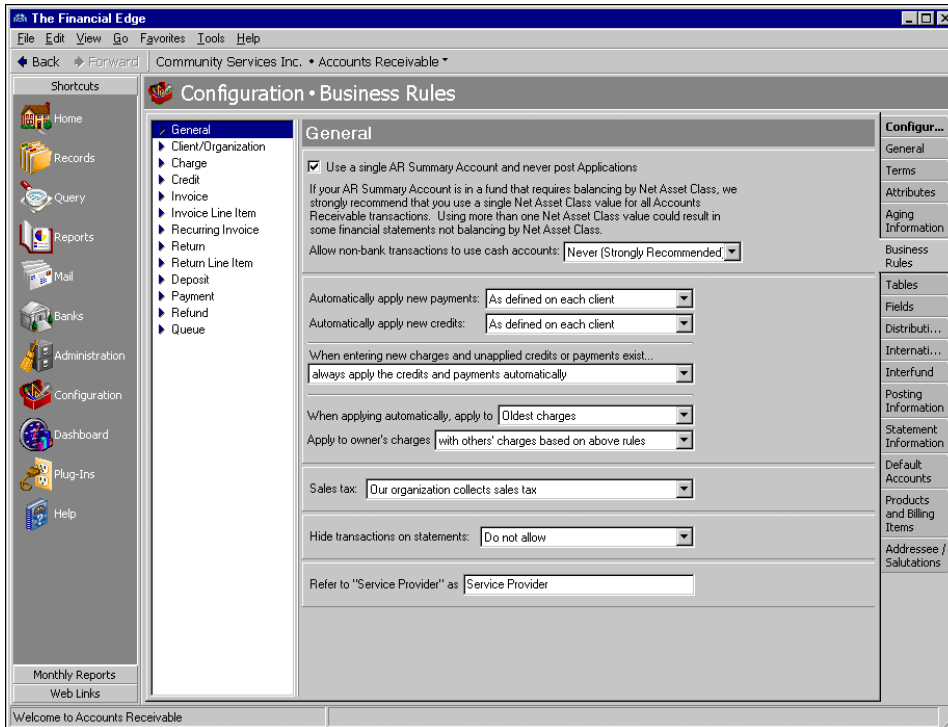 The Financial Edge
File Edit View Go Favorites Tools Help
Back Forward Community Services Inc. • Accounts Receivable
Shortcuts
Home
Records
Query
Reports
Mail
Banks
Administration
Configuration
Dashboard
Plug-Ins
Help
Monthly Reports
Web Links
Configuration • Business Rules
General
Client/Organization
Charge
Credit
Invoice
Invoice Line Item
Recurring Invoice
Return
Return Line Item
Deposit
Payment
Refund
Queue
General
Use a single AR Summary Account and never post Applications
If your AR Summary Account is in a fund that requires balancing by Net Asset Class, we
strongly recommend that you use a single Net Asset Class value for all Accounts
Receivable transactions. Using more than one Net Asset Class value could result in
some financial statements not balancing by Net Asset Class.
Allow non-bank transactions to use cash accounts: Never (Strongly Recommended)
Automatically apply new payments: As defined on each client
Automatically apply new credits: As defined on each client
When entering new charges and unapplied credits or payments exist...
always apply the credits and payments automatically
When applying automatically, apply to Oldest charges
Apply to owner's charges with others' charges based on above rules
Sales tax: Our organization collects sales tax
Hide transactions on statements: Do not allow
Refer to "Service Provider" as Service Provider
Configur...
General
Terms
Attributes
Aging
Information
Business
Rules
Tables
Fields
Distributi...
Internati...
Interfund
Posting
Information
Statement
Information
Default
Accounts
Products
and Billing
Items
Addressee /
Salutations
Welcome to Accounts Receivable